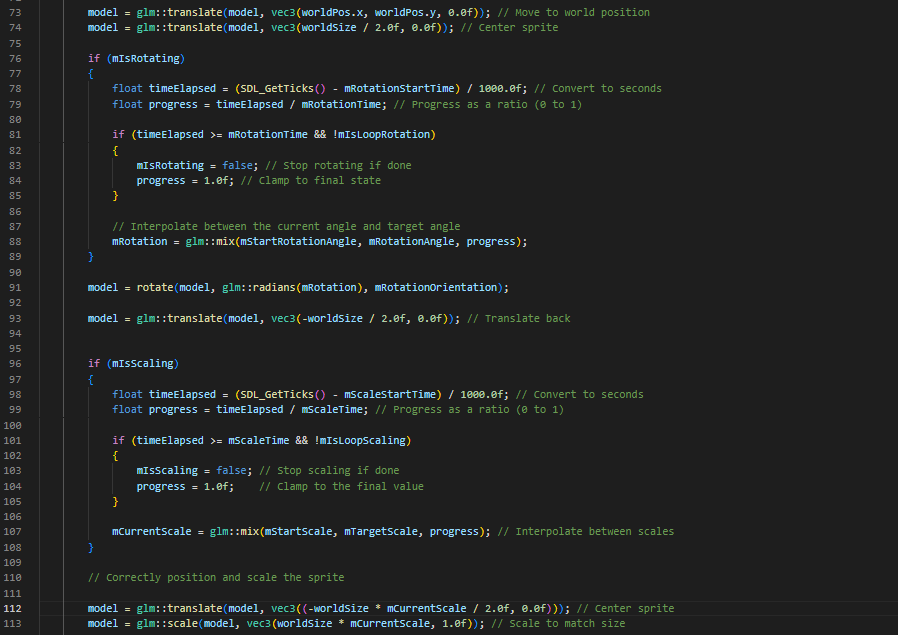 73 model = glm::translate(model, vec3(worldPos.x, worldPos.y, 0.0f)); // Move to world position
74 model = glm::translate(model, vec3(worldSize / 2.0f, 0.0f)); // Center sprite
75
76 if (mIsRotating)
77 {
78 float timeElapsed = (SDL_GetTicks() - mRotationStartTime) / 1000.0f; // Convert to seconds
79 float progress = timeElapsed / mRotationTime; // Progress as a ratio (0 to 1)
80
81 if (timeElapsed >= mRotationTime && !mIsLoopRotation)
82 {
83 mIsRotating = false; // Stop rotating if done
84 progress = 1.0f; // Clamp to final state
85 }
86
87 // Interpolate between the current angle and target angle
88 mRotation = glm::mix(mStartRotationAngle, mRotationAngle, progress);
89 }
90
91 model = rotate(model, glm::radians(mRotation), mRotationOrientation);
92
93 model = glm::translate(model, vec3(-worldSize / 2.0f, 0.0f)); // Translate back
94
95
96 if (mIsScaling)
97 {
98 float timeElapsed = (SDL_GetTicks() - mScaleStartTime) / 1000.0f; // Convert to seconds
99 float progress = timeElapsed / mScaleTime; // Progress as a ratio (0 to 1)
100
101 if (timeElapsed >= mScaleTime && !mIsLoopScaling)
102 {
103 mIsScaling = false; // Stop scaling if done
104 progress = 1.0f; // Clamp to the final value
105 }
106
107 mCurrentScale = glm::mix(mStartScale, mTargetScale, progress); // Interpolate between scales
108 }
109
110 // Correctly position and scale the sprite
111
112 model = glm::translate(model, vec3((-worldSize * mCurrentScale / 2.0f, 0.0f))); // Center sprite
113 model = glm::scale(model, vec3(worldSize * mCurrentScale, 1.0f)); // Scale to match size